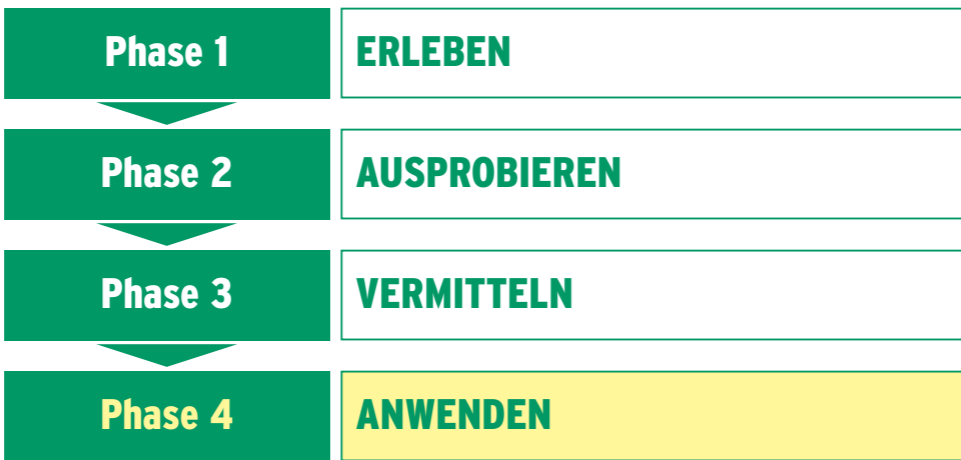 Phase 1 ERLEBEN
Phase 2 AUSPROBIEREN
Phase 3 VERMITTELN
Phase 4 ANWENDEN